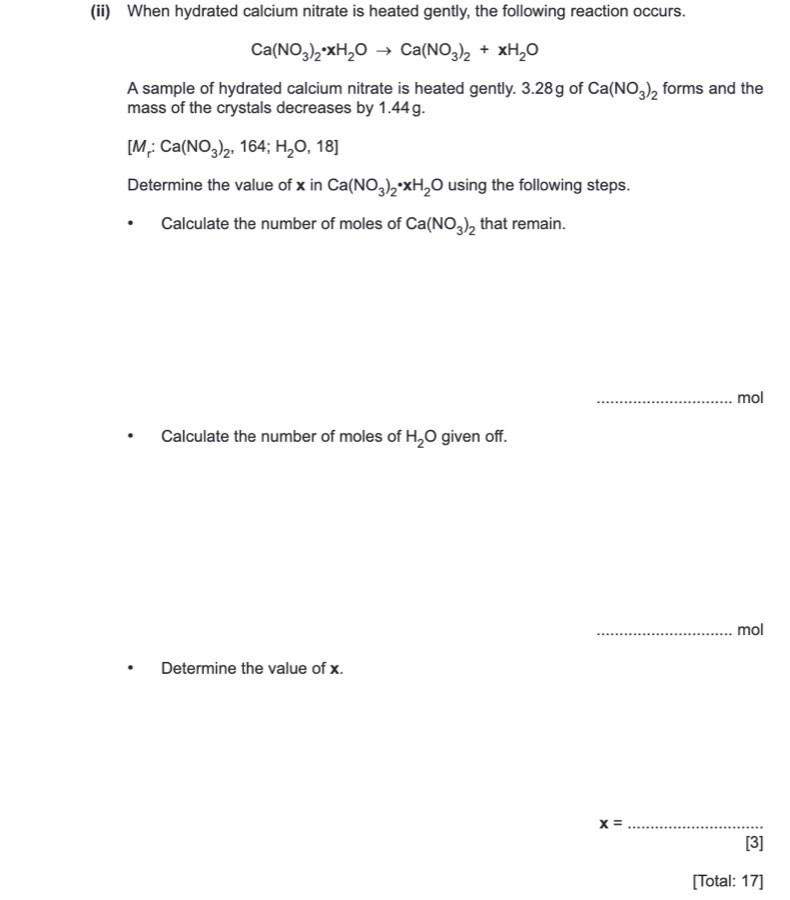 (ii) When hydrated calcium nitrate is heated gently, the following reaction occurs.
Ca(NO₃)₂•xH₂O → Ca(NO₃)₂ + xH₂O
A sample of hydrated calcium nitrate is heated gently. 3.28 g of Ca(NO₃)₂ forms and the
mass of the crystals decreases by 1.44 g.
[Mᵣ: Ca(NO₃)₂, 164; H₂O, 18]
Determine the value of x in Ca(NO₃)₂•xH₂O using the following steps.
• Calculate the number of moles of Ca(NO₃)₂ that remain.
.............................. mol
• Calculate the number of moles of H₂O given off.
.............................. mol
• Determine the value of x.
x = ..............................
[3]
[Total: 17]